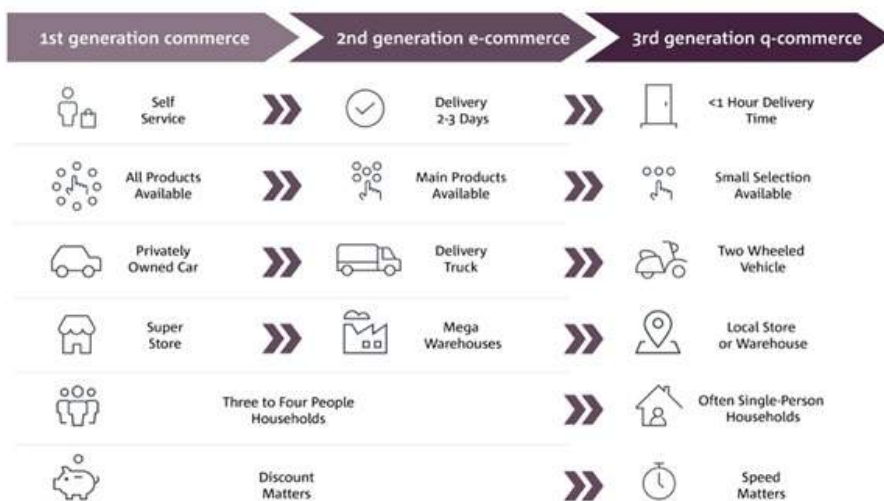 1st generation commerce
2nd generation e-commerce
3rd generation q-commerce
Self
Service
Delivery
2-3 Days
<1 Hour Delivery
Time
All Products
Available
Main Products
Available
Small Selection
Available
Privately
Owned Car
Delivery
Truck
Two Wheeled
Vehicle
Super
Store
Mega
Warehouses
Local Store
or Warehouse
Three to Four People
Households
Often Single-Person
Households
Discount
Matters
Speed
Matters